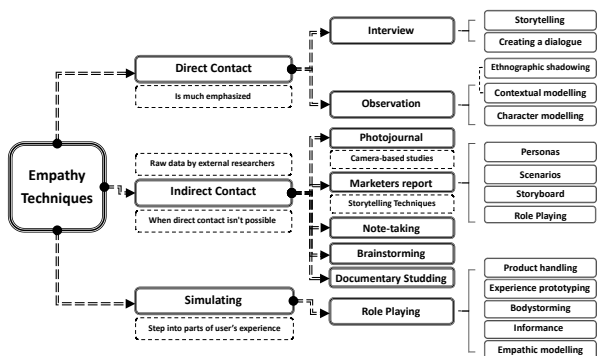 Empathy
Techniques
Direct Contact
Is much emphasized
Interview
Storytelling
Creating a dialogue
Observation
Ethnographic shadowing
Contextual modelling
Character modelling
Raw data by external researchers
Indirect Contact
When direct contact isn't possible
Photojournal
Camera-based studies
Marketers report
Storytelling Techniques
Note-taking
Brainstorming
Documentary Studding
Personas
Scenarios
Storyboard
Role Playing
Simulating
Step into parts of user's experience
Role Playing
Product handling
Experience prototyping
Bodystorming
Informance
Empathic modelling